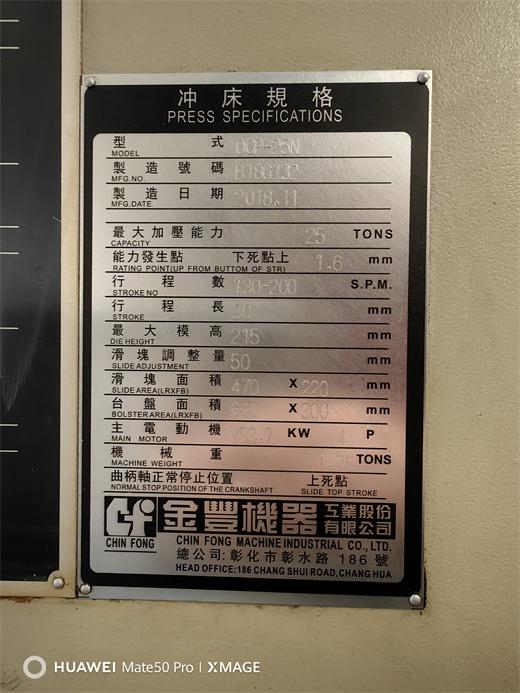 冲床規格
PRESS SPECIFICATIONS
型式 OCP-25N
MODEL
製造號碼 B186132
MFG.NO.
製造日期 2018.11
MFG.DATE
最大加壓能力 25 TONS
CAPACITY
能力發生點 下死點上 1.6 mm
RATING POINT(UP FROM BUTTOM OF STR)
行程數 130-200 S.P.M.
STROKE NO
行程長 30 mm
STROKE
最大模高 215 mm
DIE HEIGHT
滑塊調整量 50 mm
SLIDE ADJUSTMENT
滑塊面積 470 X 220 mm
SLIDE AREA(LRXFB)
台盤面積 X 300 mm
BOLSTER AREA(LRXFB)
主電動機 VS3.7 KW 4 P
MAIN MOTOR
機械重 TONS
MACHINE WEIGHT
曲柄軸正常停止位置 上死點
NORMAL STOP POSITION OF THE CRANKSHAFT SLIDE TOP STROKE
金豐機器 工業股份有限公司
CHIN FONG CHIN FONG MACHINE INDUSTRIAL CO., LTD.
總公司:彰化市彰水路 186 號
HEAD OFFICE:186 CHANG SHUI ROAD,CHANG HUA
HUAWEI Mate50 Pro | XMAGE